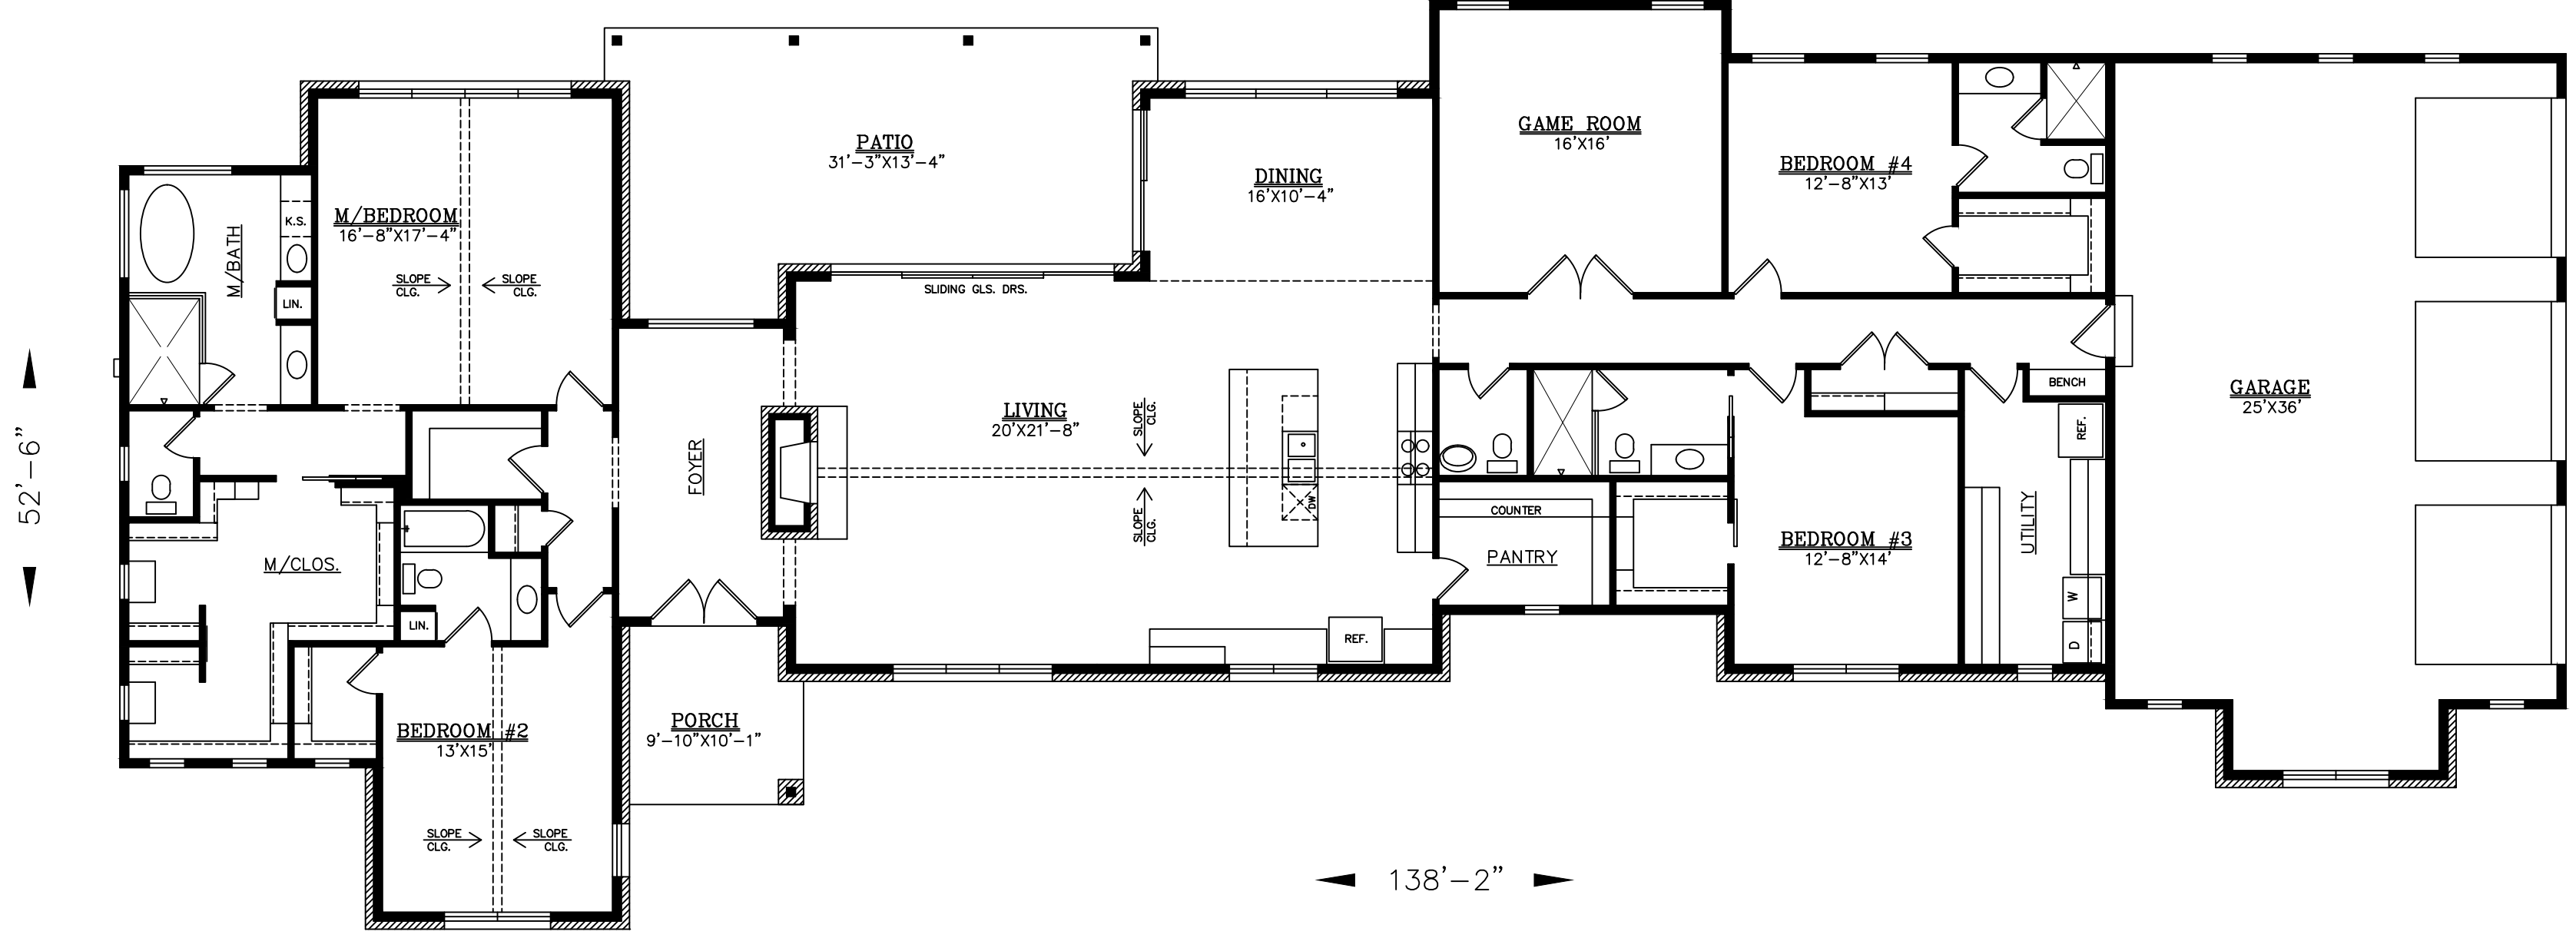 GAME ROOM
16'X16'
PATIO
31'-3"X13'-4"
BEDROOM #4
12'-8"X13'
DINING
16'X10'-4"
M/BEDROOM
16'-8"X17'-4"
K.S.
M/BATH
SLOPE
CLG.
SLOPE
CLG.
LIN.
SLIDING GLS. DRS.
BENCH
GARAGE
25'X36'
LIVING
20'X21'-8"
SLOPE
CLG.
REF.
FOYER
DW
SLOPE
CLG.
COUNTER
UTILITY
PANTRY
BEDROOM #3
12'-8"X14'
M/CLOS.
52'-6"
W
LIN.
REF.
D
PORCH
9'-10"X10'-1"
BEDROOM #2
13'X15'
SLOPE
CLG.
SLOPE
CLG.
138'-2"